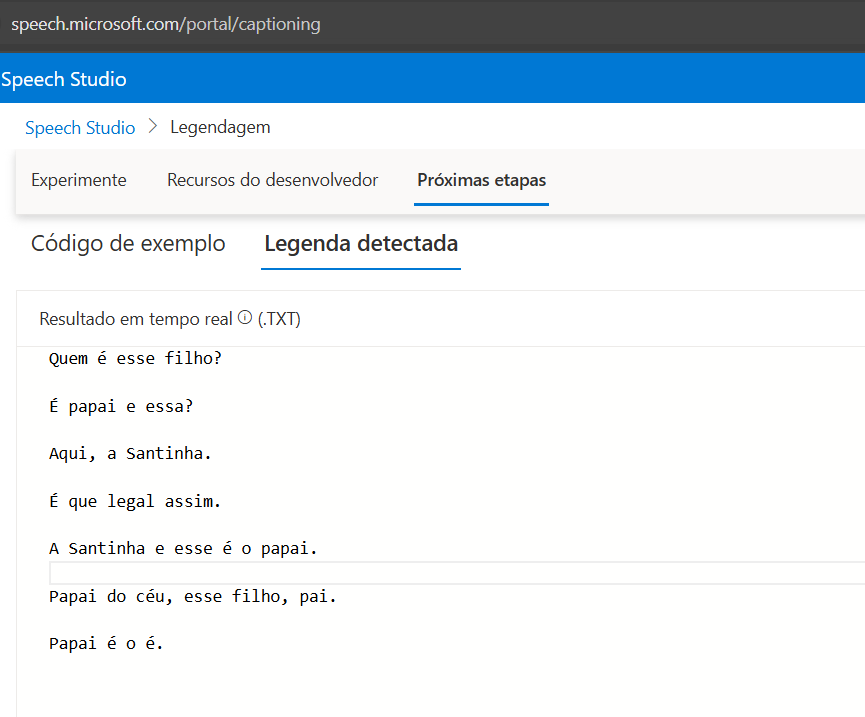 speech.microsoft.com/portal/captioning
Speech Studio
Speech Studio > Legendagem
Experimente Recursos do desenvolvedor Próximas etapas
Código de exemplo Legenda detectada
Resultado em tempo real (.TXT)
Quem é esse filho?
É papai e essa?
Aqui, a Santinha.
É que legal assim.
A Santinha e esse é o papai.
Papai do céu, esse filho, pai.
Papai é o é.